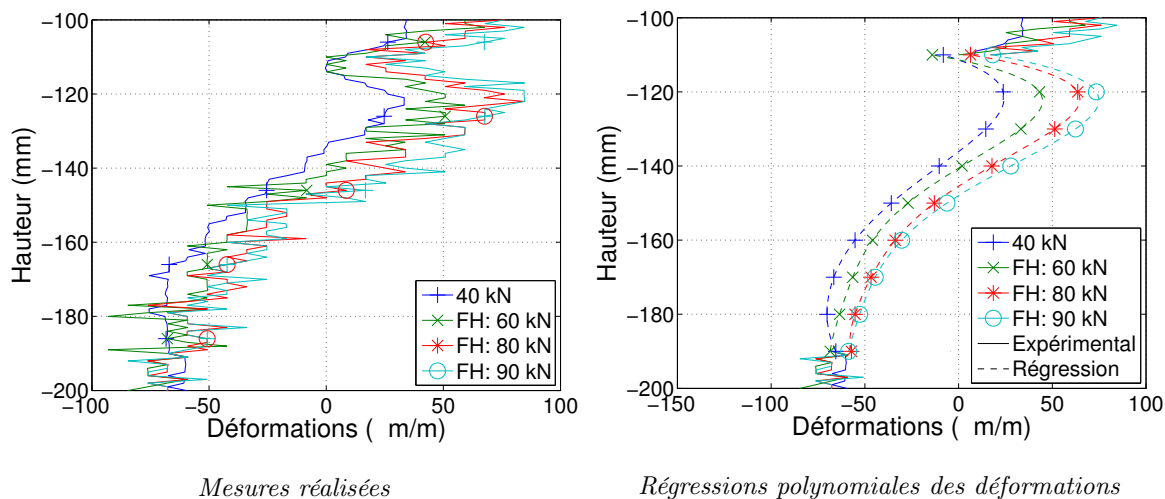 −100
−120
−140
−160
−180
−200
−100
−50
0
50
100
Hauteur (mm)
Déformations ( m/m)
40 kN
FH: 60 kN
FH: 80 kN
FH: 90 kN
Mesures réalisées
−100
−120
−140
−160
−180
−200
−150
−100
−50
0
50
100
Hauteur (mm)
Déformations ( m/m)
40 kN
FH: 60 kN
FH: 80 kN
FH: 90 kN
Expérimental
Régression
Régressions polynomiales des déformations